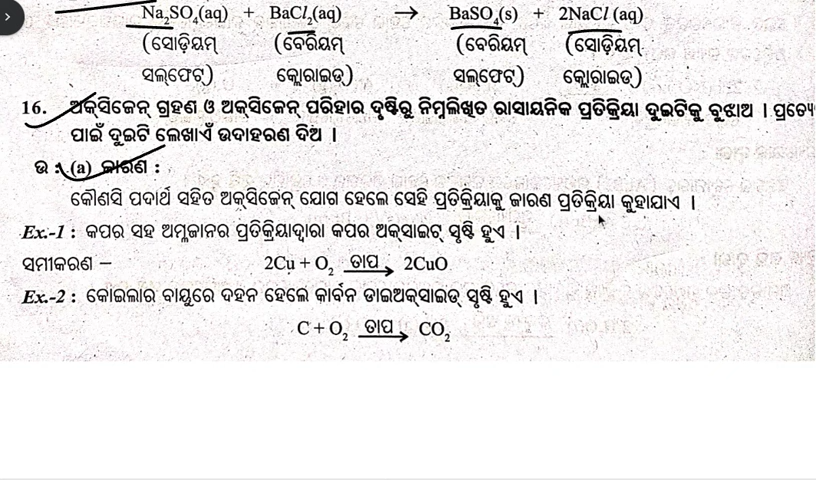 Na₂SO₄(aq) + BaCl₂(aq) → BaSO₄(s) + 2NaCl (aq)
(ସୋଡ଼ିୟମ୍ (ବେରିୟମ୍ (ବେରିୟମ୍ (ସୋଡ଼ିୟମ୍
ସଲ୍‌ଫେଟ୍) କ୍ଲୋରାଇଡ୍) ସଲ୍‌ଫେଟ୍) କ୍ଲୋରାଇଡ୍)
16. ଅକ୍‌ସିଜେନ୍ ଗ୍ରହଣ ଓ ଅକ୍‌ସିଜେନ୍ ପରିହାର ଦୃଷ୍ଟିରୁ ନିମ୍ନଲିଖିତ ରାସାୟନିକ ପ୍ରତିକ୍ରିୟା ଦୁଇଟିକୁ ବୁଝାଅ ।
ପାଇଁ ଦୁଇଟି ଲେଖାଏଁ ଉଦାହରଣ ଦିଅ ।
ଉ : (a) ଜାରଣ :
କୌଣସି ପଦାର୍ଥ ସହିତ ଅକ୍‌ସିଜେନ୍ ଯୋଗ ହେଲେ ସେହି ପ୍ରତିକ୍ରିୟାକୁ ଜାରଣ ପ୍ରତିକ୍ରିୟା କୁହାଯାଏ ।
Ex.-1 : କପର ସହ ଅମ୍ଳଜାନର ପ୍ରତିକ୍ରିୟାଦ୍ୱାରା କପର ଅକ୍‌ସାଇଟ୍ ସୃଷ୍ଟି ହୁଏ ।
ସମୀକରଣ – 2Cu + O₂ ତାପ → 2CuO
Ex.-2 : କୋଇଲାର ବାୟୁରେ ଦହନ ହେଲେ କାର୍ବନ ଡାଇଅକ୍‌ସାଇଡ୍ ସୃଷ୍ଟି ହୁଏ ।
C + O₂ ତାପ → CO₂